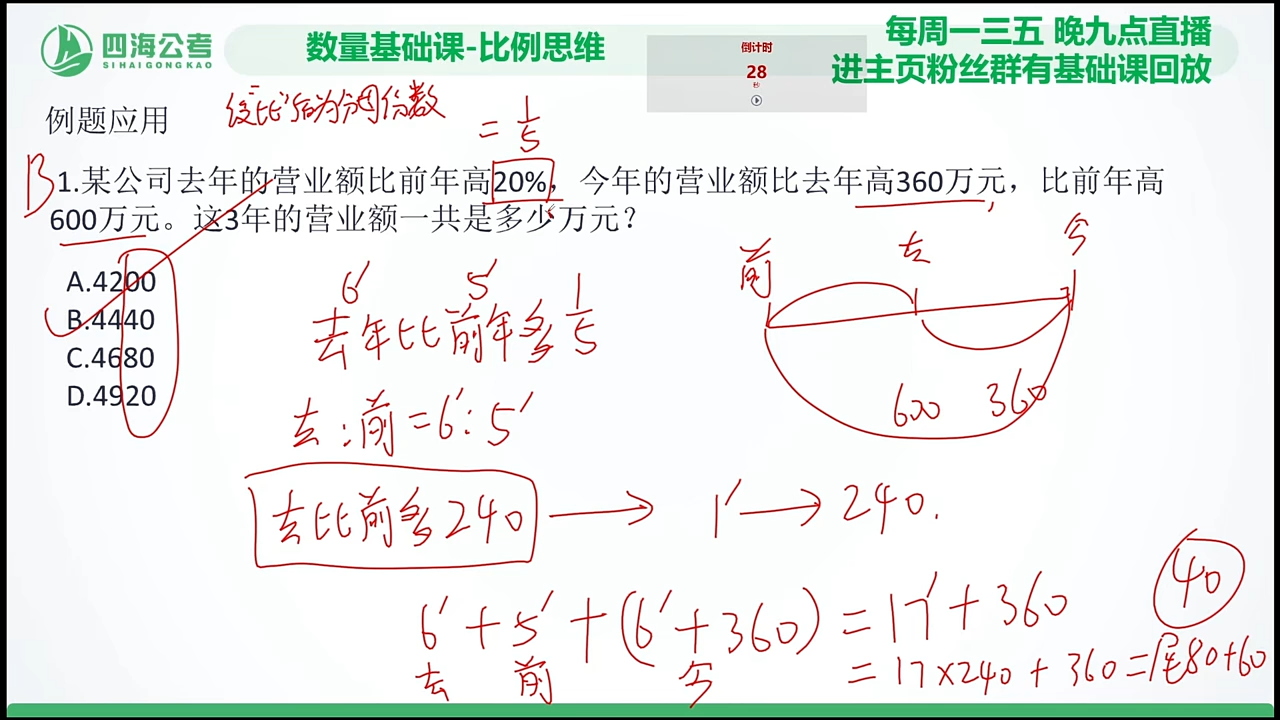 四海公考
SIHAIGONGKAO
数量基础课-比例思维
倒计时
28
秒
每周一三五 晚九点直播
进主页粉丝群有基础课回放
例题应用
=1/5
B
1.某公司去年的营业额比前年高20%，今年的营业额比去年高360万元，比前年高
600万元。这3年的营业额一共是多少万元？
A.4200
B.4440
C.4680
D.4920
6' 5'
去年比前年多1/5
去:前=6':5'
去比前多240 → 1'→240.
前 去 今
600 360
6'+5'+(6'+360)=17'+360
去 前 今
=17×240+360=尾80+60
40